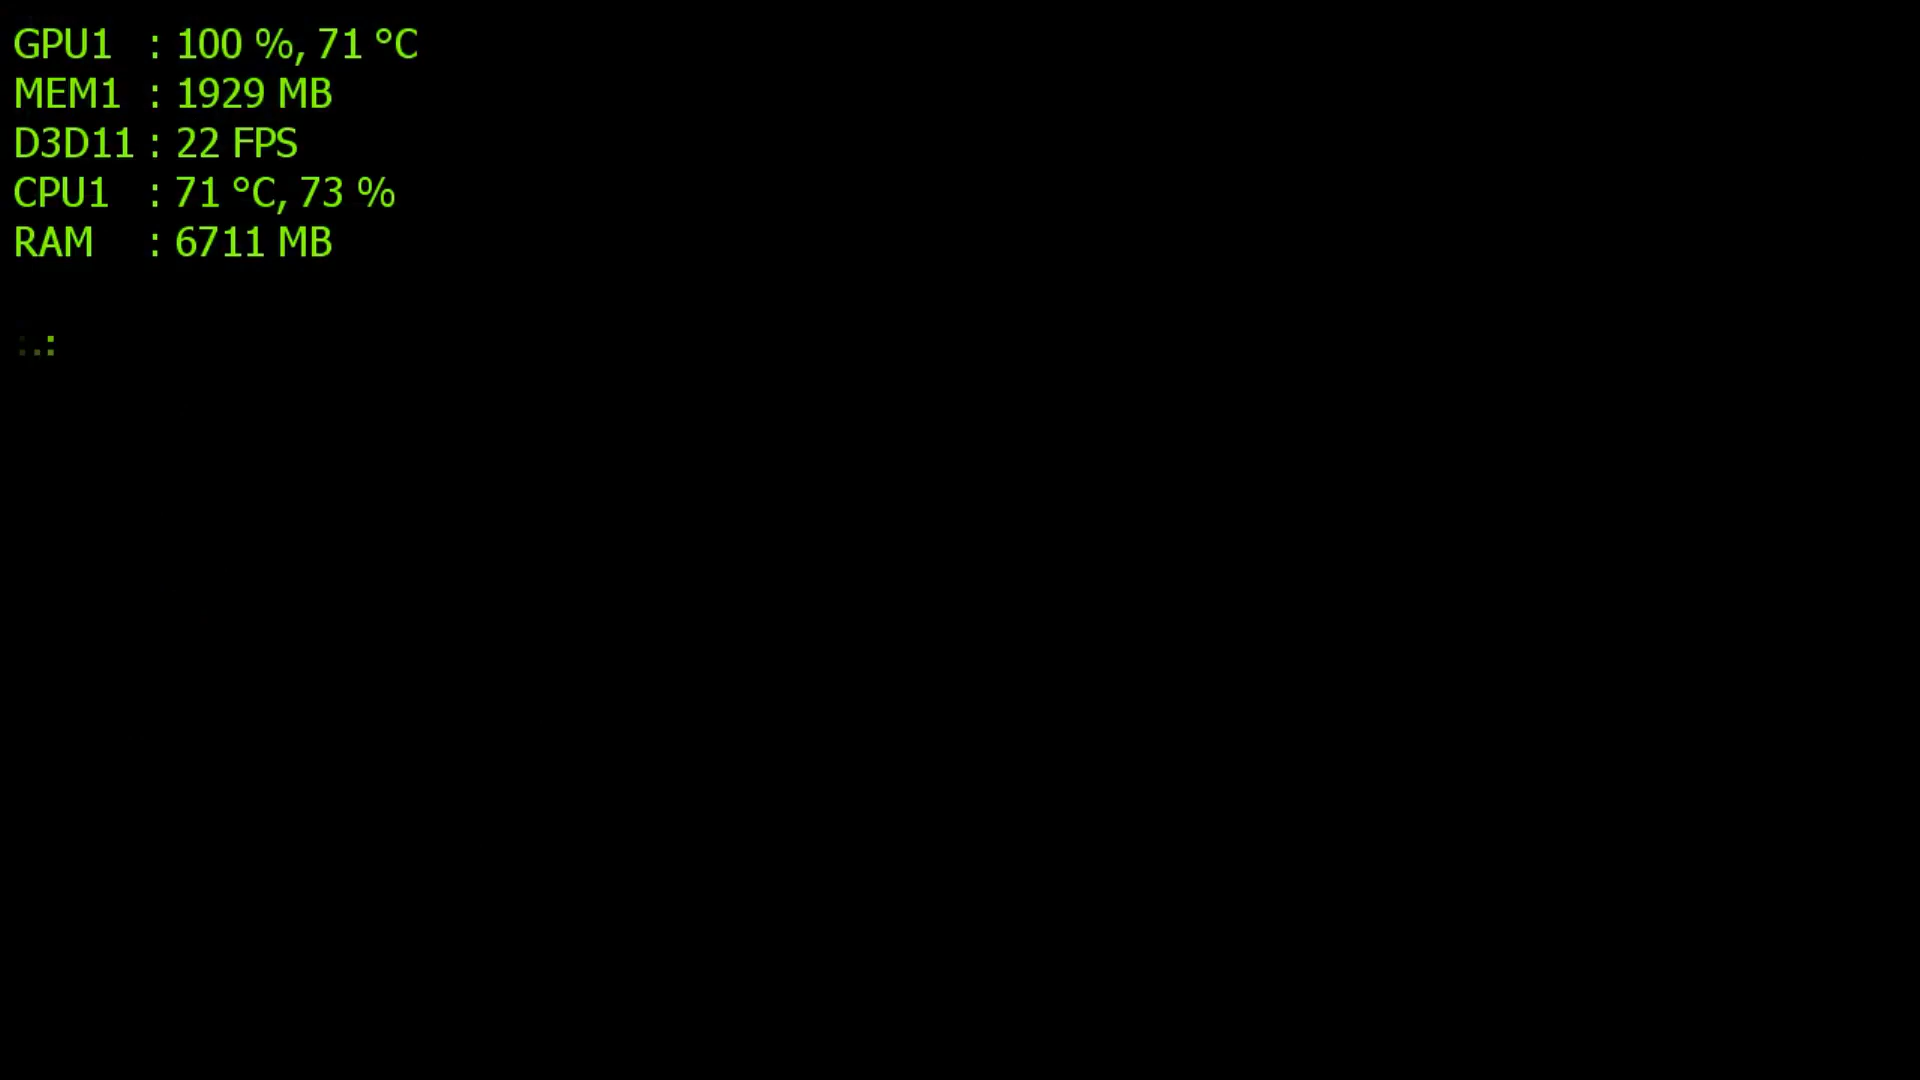 GPU1 : 100 %, 71 °C
MEM1 : 1929 MB
D3D11 : 22 FPS
CPU1 : 71 °C, 73 %
RAM : 6711 MB